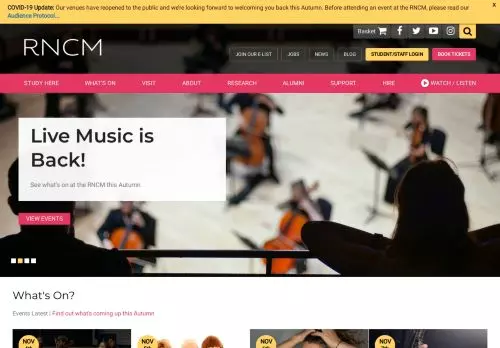 COVID-19 Update: Our venues have reopened to the public and we're looking forward to welcoming you back this Autumn. Before attending an event at the RNCM, please read our
Audience Protocol...
x
RNCM
Basket
JOIN OUR E-LIST
JOBS
NEWS
BLOG
STUDENT/STAFF LOGIN
BOOK TICKETS
STUDY HERE
WHAT'S ON
VISIT
ABOUT
RESEARCH
ALUMNI
SUPPORT
HIRE
WATCH / LISTEN
Live Music is
Back!
See what's on at the RNCM this Autumn.
VIEW EVENTS
What's On?
Events Latest | Find out what's coming up this Autumn
NOV
NOV
NOV
NOV